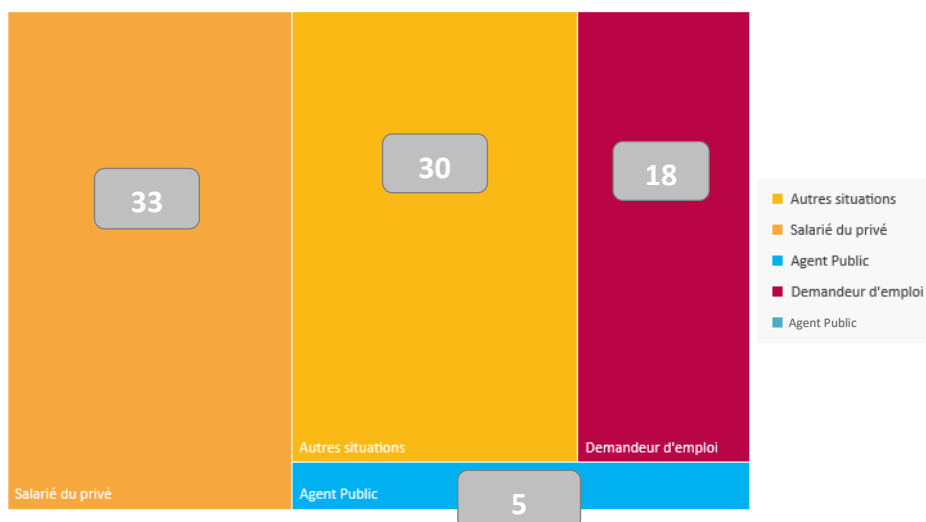 33
30
18
Autres situations
Salarié du privé
Agent Public
Demandeur d'emploi
Agent Public
Autres situations
Demandeur d'emploi
Salarié du privé
Agent Public
5